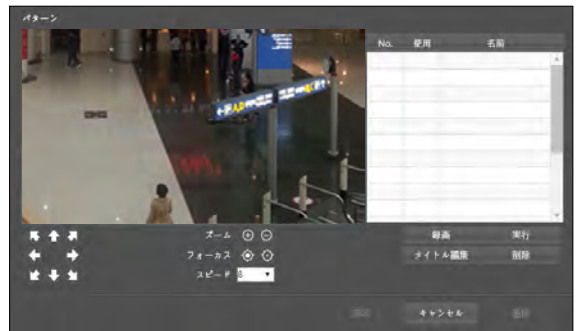 パターン
No. 使用 名前
ズーム
フォーカス
スピード 8
録画 実行
タイトル編集 削除
キャンセル